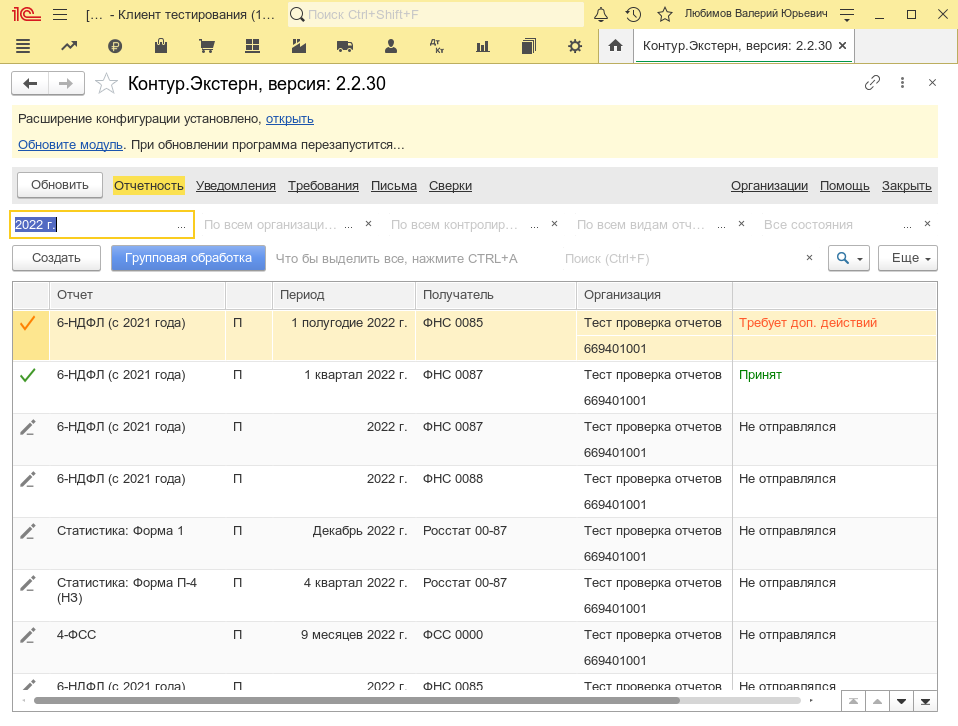 1С [... - Клиент тестирования (1... Поиск Ctrl+Shift+F Любимов Валерий Юрьевич
Дт Кт Контур.Экстерн, версия: 2.2.30 ×
Контур.Экстерн, версия: 2.2.30
Расширение конфигурации установлено, открыть
Обновите модуль. При обновлении программа перезапустится...
Обновить Отчетность Уведомления Требования Письма Сверки Организации Помощь Закрыть
2022 г. ... По всем организаци... ... × По всем контролир... ... × По всем видам отч... ... × Все состояния ... ×
Создать Групповая обработка Что бы выделить все, нажмите CTRL+A Поиск (Ctrl+F) × Еще
Отчет Период Получатель Организация
6-НДФЛ (с 2021 года) П 1 полугодие 2022 г. ФНС 0085 Тест проверка отчетов Требует доп. действий
669401001
6-НДФЛ (с 2021 года) П 1 квартал 2022 г. ФНС 0087 Тест проверка отчетов Принят
669401001
6-НДФЛ (с 2021 года) П 2022 г. ФНС 0087 Тест проверка отчетов Не отправлялся
669401001
6-НДФЛ (с 2021 года) П 2022 г. ФНС 0088 Тест проверка отчетов Не отправлялся
669401001
Статистика: Форма 1 П Декабрь 2022 г. Росстат 00-87 Тест проверка отчетов Не отправлялся
669401001
Статистика: Форма П-4 П 4 квартал 2022 г. Росстат 00-87 Тест проверка отчетов Не отправлялся
(НЗ)
669401001
4-ФСС П 9 месяцев 2022 г. ФСС 0000 Тест проверка отчетов Не отправлялся
669401001
6-НДФЛ (с 2021 года) П 2022 г. ФНС 0085 Тест проверка отчетов Не отправлялся